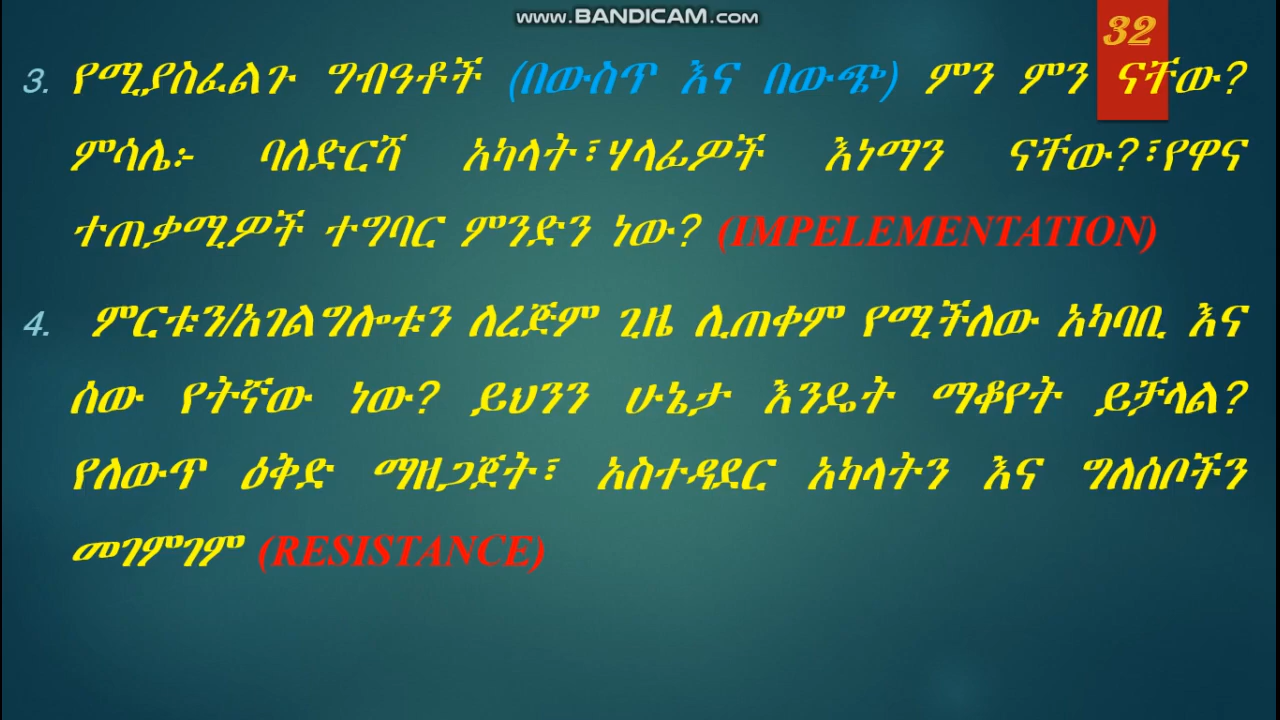 www.BANDICAM.com
32
3. የሚያስፈልጉ ግብዓቶች (በውስጥ እና በውጭ) ምን ምን ናቸው?
ምሳሌ፦ ባለድርሻ አካላት፣ሃላፊዎች እነማን ናቸው?፣የዋና
ተጠቃሚዎች ተግባር ምንድን ነው? (IMPELEMENTATION)
4. ምርቱን/አገልግሎቱን ለረጅም ጊዜ ሊጠቀም የሚችለው አካባቢ እና
ሰው የትኛው ነው? ይህንን ሁኔታ እንዴት ማቆየት ይቻላል?
የለውጥ ዕቅድ ማዘጋጀት፣ አስተዳደር አካላትን እና ግለሰቦችን
መገምገም (RESISTANCE)